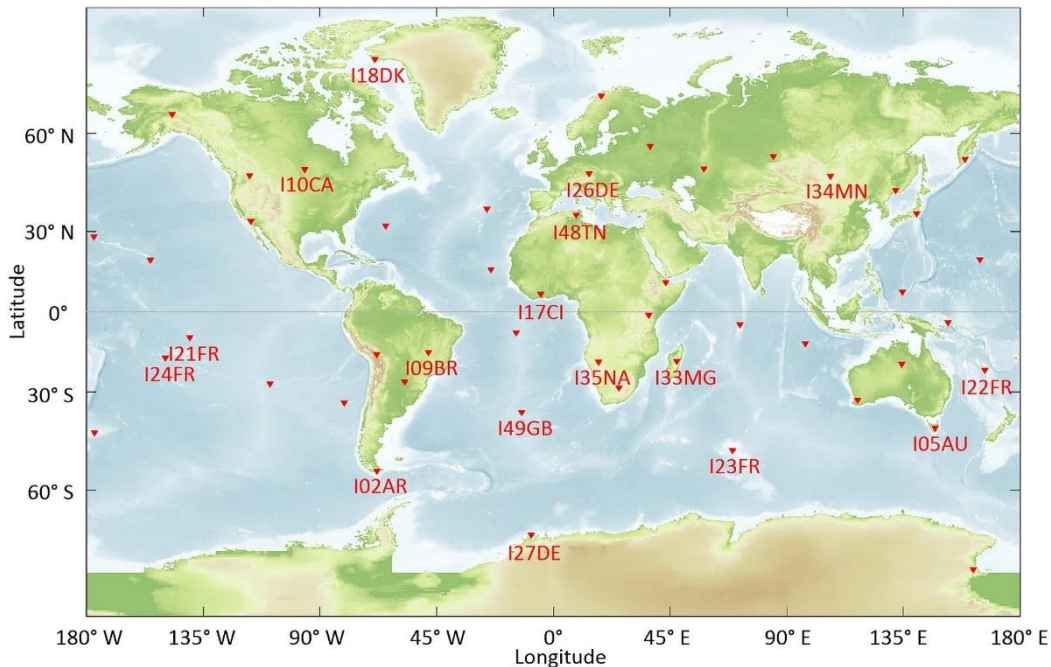 I18DK
60° N
I10CA
I26DE
I34MN
30° N
I48TN
Latitude
0°
I17CI
I21FR
I24FR
I09BR
I35NA
I33MG
I22FR
30° S
I49GB
I05AU
I23FR
I02AR
60° S
I27DE
180° W
135° W
90° W
45° W
0°
45° E
90° E
135° E
180° E
Longitude